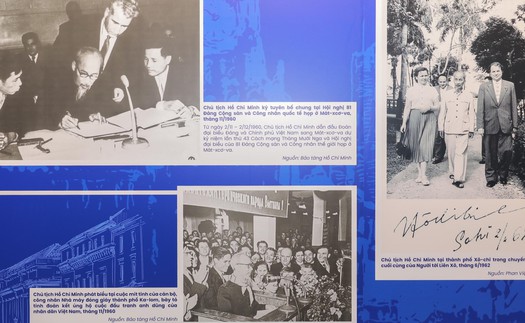 Chủ tịch Hồ Chí Minh ký tuyên bố chung tại Hội nghị 81
Đảng Cộng sản và Công nhân quốc tế họp ở Mát-xcơ-va,
tháng 11/1960
Từ ngày 2/11 - 2/12/1960, Chủ tịch Hồ Chí Minh dẫn đầu đoàn
đại biểu Đảng và Chính phủ Việt Nam sang Mát-xcơ-va dự
kỷ niệm lần thứ 43 Cách mạng Tháng Mười Nga và Hội nghị
đại biểu của 81 Đảng Cộng sản và Công nhân thế giới họp ở
Mát-xcơ-va.
Nguồn: Bảo tàng Hồ Chí Minh
Chủ tịch Hồ Chí Minh phát biểu tại cuộc mít tinh của cán bộ,
công nhân Nhà máy đóng giày thành phố Ka-lom, bày tỏ
tình đoàn kết ủng hộ cuộc đấu tranh anh dũng của
nhân dân Việt Nam, tháng 11/1960
Nguồn: Bảo tàng Hồ Chí Minh
Chủ tịch Hồ Chí Minh tại thành phố Xô-chi trong chuyến
cuối cùng của Người tới Liên Xô, tháng 6/1962
Nguồn: Phan